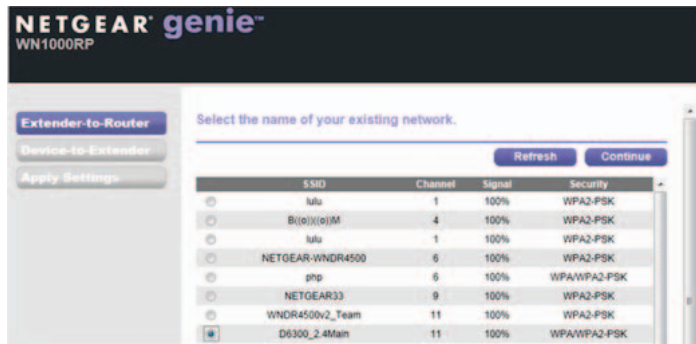 NETGEAR® genie™
WN1000RP
Extender-to-Router
Device-to-Extender
Apply Settings
Select the name of your existing network.
Refresh Continue
SSID Channel Signal Security
lulu 1 100% WPA2-PSK
B((o))((o))M 4 100% WPA2-PSK
lulu 1 100% WPA2-PSK
NETGEAR-WNDR4500 6 100% WPA2-PSK
php 6 100% WPA/WPA2-PSK
NETGEAR33 9 100% WPA2-PSK
WNDR4500v2_Team 11 100% WPA2-PSK
D6300_2.4Main 11 100% WPA/WPA2-PSK